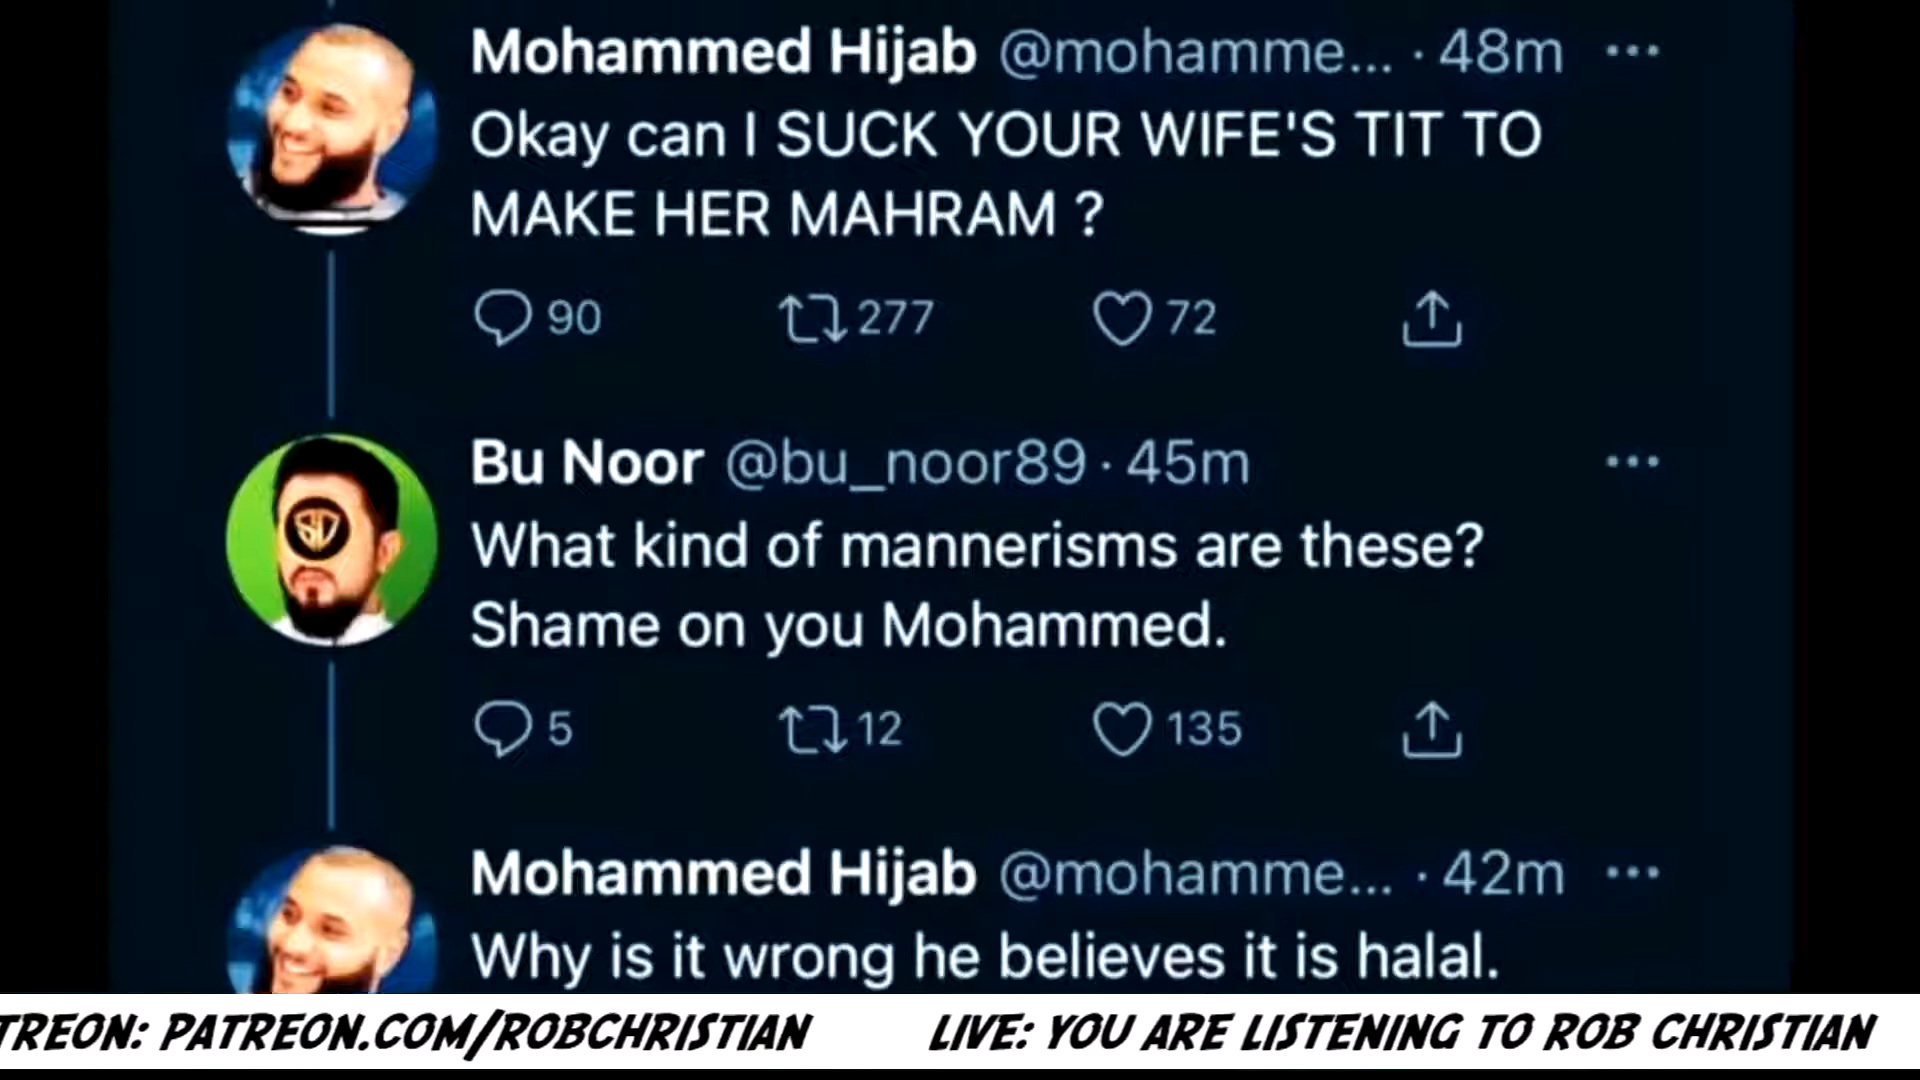 Mohammed Hijab @mohamme... · 48m
Okay can I SUCK YOUR WIFE'S TIT TO
MAKE HER MAHRAM ?
90 277 72
Bu Noor @bu_noor89 · 45m
What kind of mannerisms are these?
Shame on you Mohammed.
5 12 135
Mohammed Hijab @mohamme... · 42m
Why is it wrong he believes it is halal.
TREON: PATREON.COM/ROBCHRISTIAN LIVE: YOU ARE LISTENING TO ROB CHRISTIAN